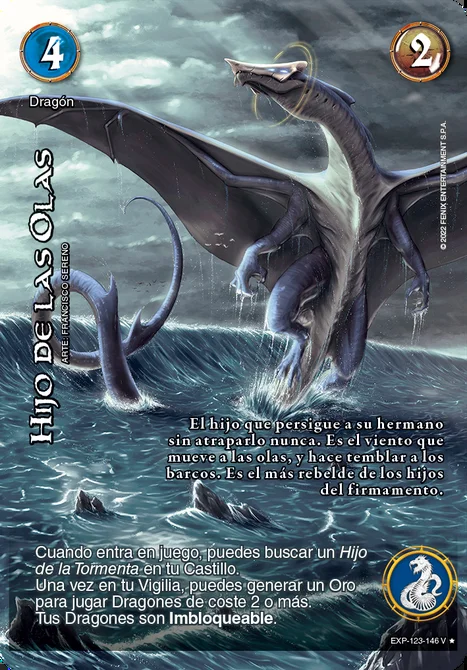 4
2
Dragón
HIJO DE LAS OLAS
ARTE: FRANCISCO SERENO
© 2022 FENIX ENTERTAINMENT S.P.A.
El hijo que persigue a su hermano
sin atraparlo nunca. Es el viento que
mueve a las olas, y hace temblar a los
barcos. Es el más rebelde de los hijos
del firmamento.
Cuando entra en juego, puedes buscar un Hijo
de la Tormenta en tu Castillo.
Una vez en tu Vigilia, puedes generar un Oro
para jugar Dragones de coste 2 o más.
Tus Dragones son Imbloqueable.
EXP-123-146 V ★